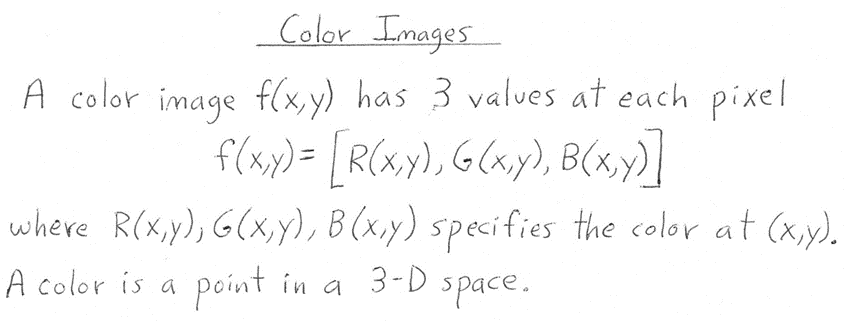 Color Images
A color image f(x,y) has 3 values at each pixel
f(x,y) = [R(x,y), G(x,y), B(x,y)]
where R(x,y), G(x,y), B(x,y) specifies the color at (x,y).
A color is a point in a 3-D space.